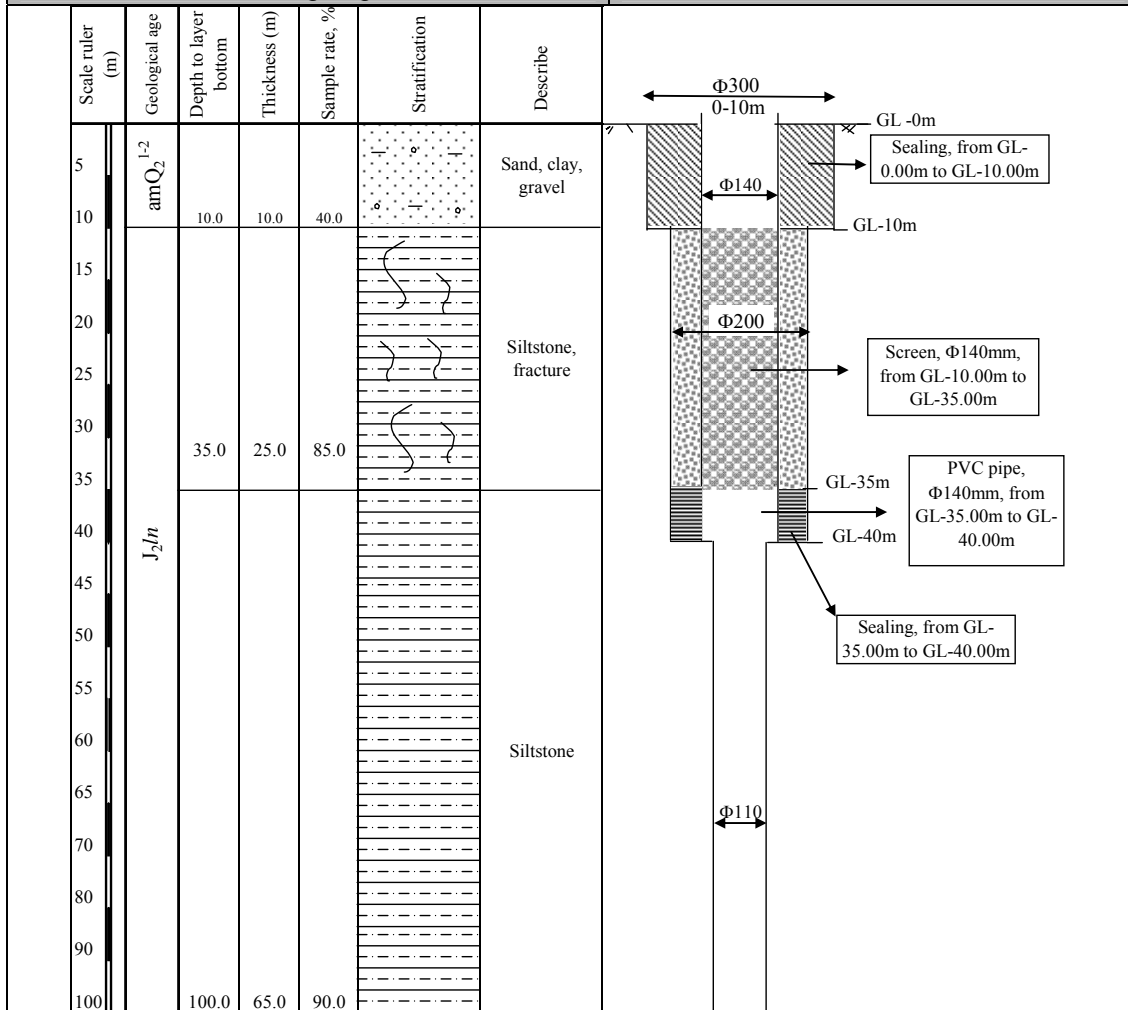 Scale ruler
(m)
Geological age
Depth to layer
bottom
Thickness (m)
Sample rate, %
Stratification
Describe
5
10
15
20
25
30
35
40
45
50
55
60
65
70
80
90
100
amQ₂¹⁻²
J₂ln
10.0 10.0 40.0
35.0 25.0 85.0
100.0 65.0 90.0
Sand, clay,
gravel
Siltstone,
fracture
Siltstone
Φ300
0-10m
GL -0m
Sealing, from GL-
0.00m to GL-10.00m
Φ140
GL-10m
Φ200
Screen, Φ140mm,
from GL-10.00m to
GL-35.00m
GL-35m
PVC pipe,
Φ140mm, from
GL-35.00m to GL-
40.00m
GL-40m
Sealing, from GL-
35.00m to GL-40.00m
Φ110